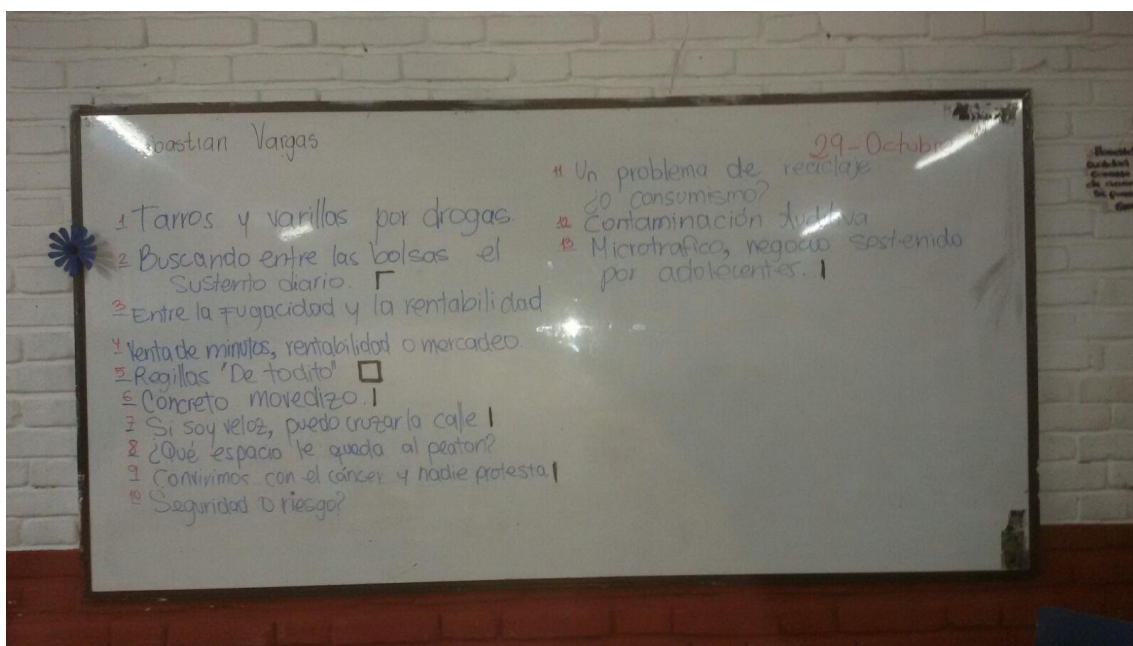 bastian Vargas
29-Octubre
1 Tarros y varillas por drogas.
2 Buscando entre las bolsas el
sustento diario.
3 Entre la fugacidad y la rentabilidad
4 Venta de minutos, rentabilidad o mercadeo
5 Regillas "De todito"
6 Concreto movedizo.
7 Si soy veloz, puedo cruzar la calle
8 ¿Qué espacio le queda al peaton?
9 Convivimos con el cáncer y nadie protesta
10 Seguridad o riesgo?
11 Un problema de reciclaje
¿o consumismo?
12 Contaminación Auditiva
13 Microtrafico, negocio sostenido
por adolecentes.